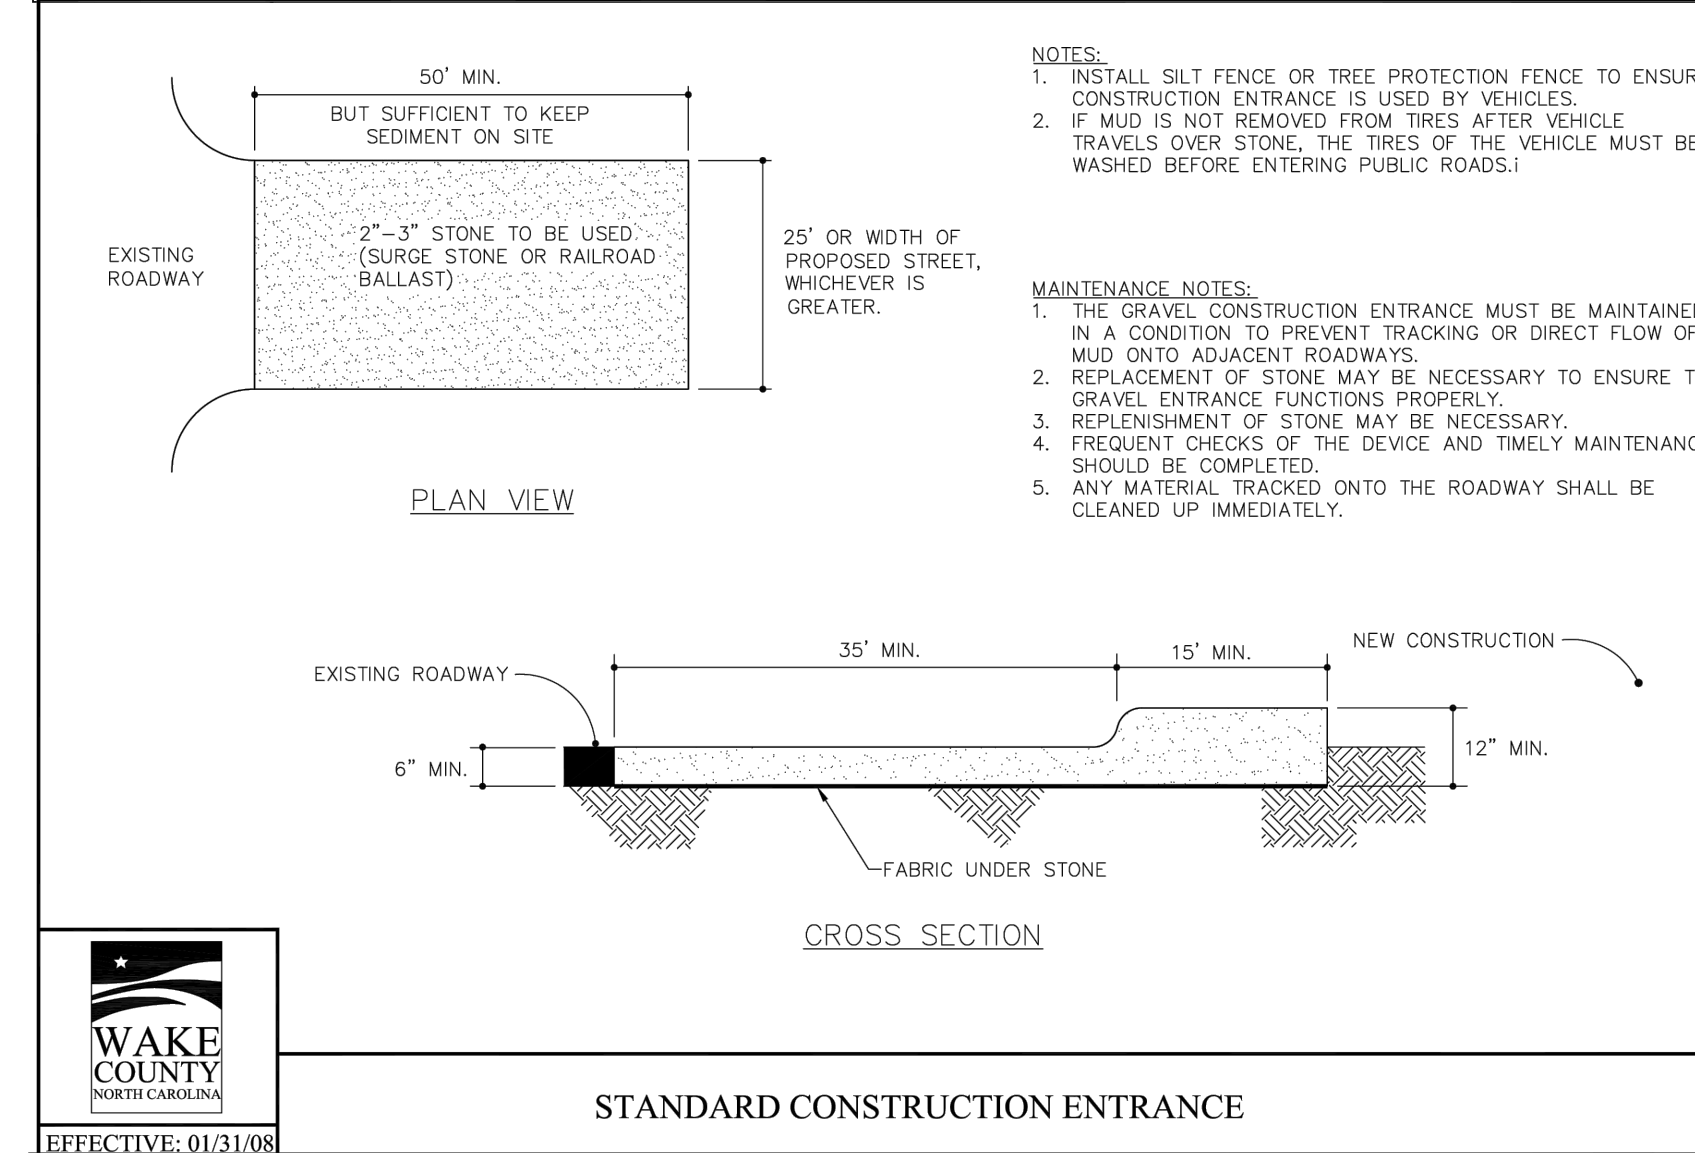 50' MIN.
BUT SUFFICIENT TO KEEP
SEDIMENT ON SITE
EXISTING
ROADWAY
2"–3" STONE TO BE USED
(SURGE STONE OR RAILROAD
BALLAST)
25' OR WIDTH OF
PROPOSED STREET,
WHICHEVER IS
GREATER.
PLAN VIEW
NOTES:
1. INSTALL SILT FENCE OR TREE PROTECTION FENCE TO ENSUR
CONSTRUCTION ENTRANCE IS USED BY VEHICLES.
2. IF MUD IS NOT REMOVED FROM TIRES AFTER VEHICLE
TRAVELS OVER STONE, THE TIRES OF THE VEHICLE MUST BE
WASHED BEFORE ENTERING PUBLIC ROADS.i
MAINTENANCE NOTES:
1. THE GRAVEL CONSTRUCTION ENTRANCE MUST BE MAINTAINE
IN A CONDITION TO PREVENT TRACKING OR DIRECT FLOW OF
MUD ONTO ADJACENT ROADWAYS.
2. REPLACEMENT OF STONE MAY BE NECESSARY TO ENSURE T
GRAVEL ENTRANCE FUNCTIONS PROPERLY.
3. REPLENISHMENT OF STONE MAY BE NECESSARY.
4. FREQUENT CHECKS OF THE DEVICE AND TIMELY MAINTENANC
SHOULD BE COMPLETED.
5. ANY MATERIAL TRACKED ONTO THE ROADWAY SHALL BE
CLEANED UP IMMEDIATELY.
EXISTING ROADWAY
35' MIN.
15' MIN.
NEW CONSTRUCTION
6" MIN.
12" MIN.
FABRIC UNDER STONE
CROSS SECTION
WAKE
COUNTY
NORTH CAROLINA
EFFECTIVE: 01/31/08
STANDARD CONSTRUCTION ENTRANCE